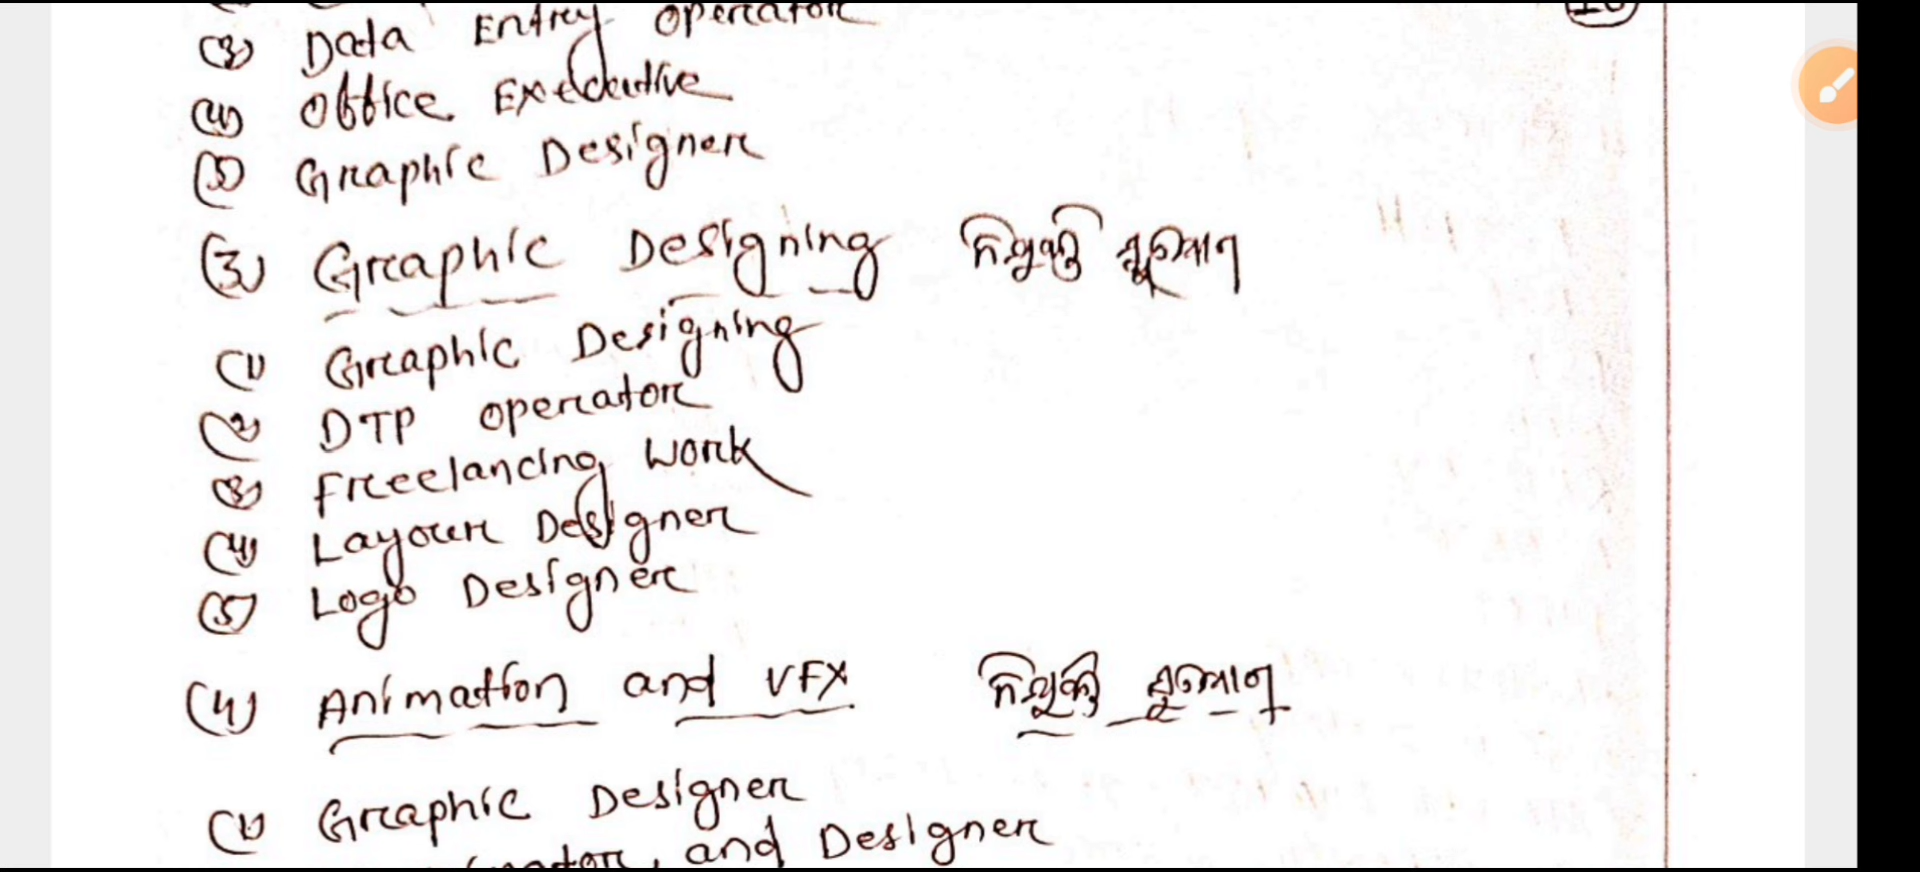 (3) Data Entry Operator
(4) Office Executive
(5) Graphic Designer
(3) Graphic Designing ନିଯୁକ୍ତି ସୁଯୋଗ
(1) Graphic Designing
(2) DTP Operator
(3) Freelancing Work
(4) Layour Designer
(5) Logo Designer
(4) Animation and VFX ନିଯୁକ୍ତି ସୁଯୋଗ
(1) Graphic Designer
and Designer